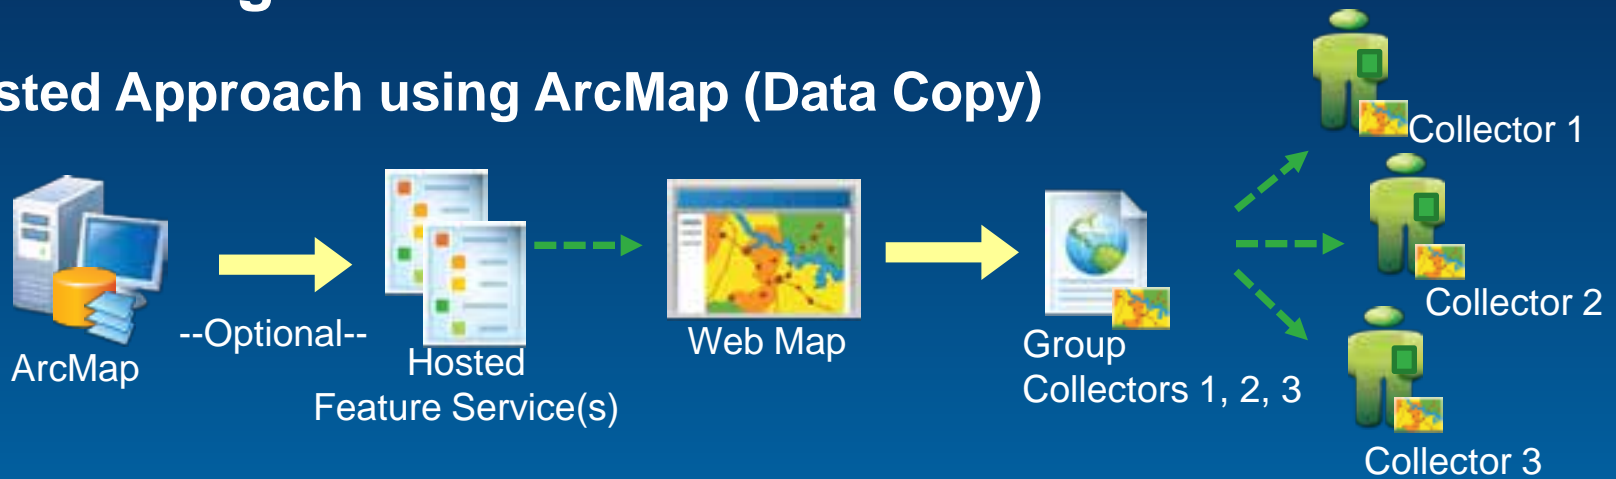 sted Approach using ArcMap (Data Copy)
Collector 1
Collector 2
Collector 3
ArcMap
--Optional--
Hosted
Feature Service(s)
Web Map
Group
Collectors 1, 2, 3